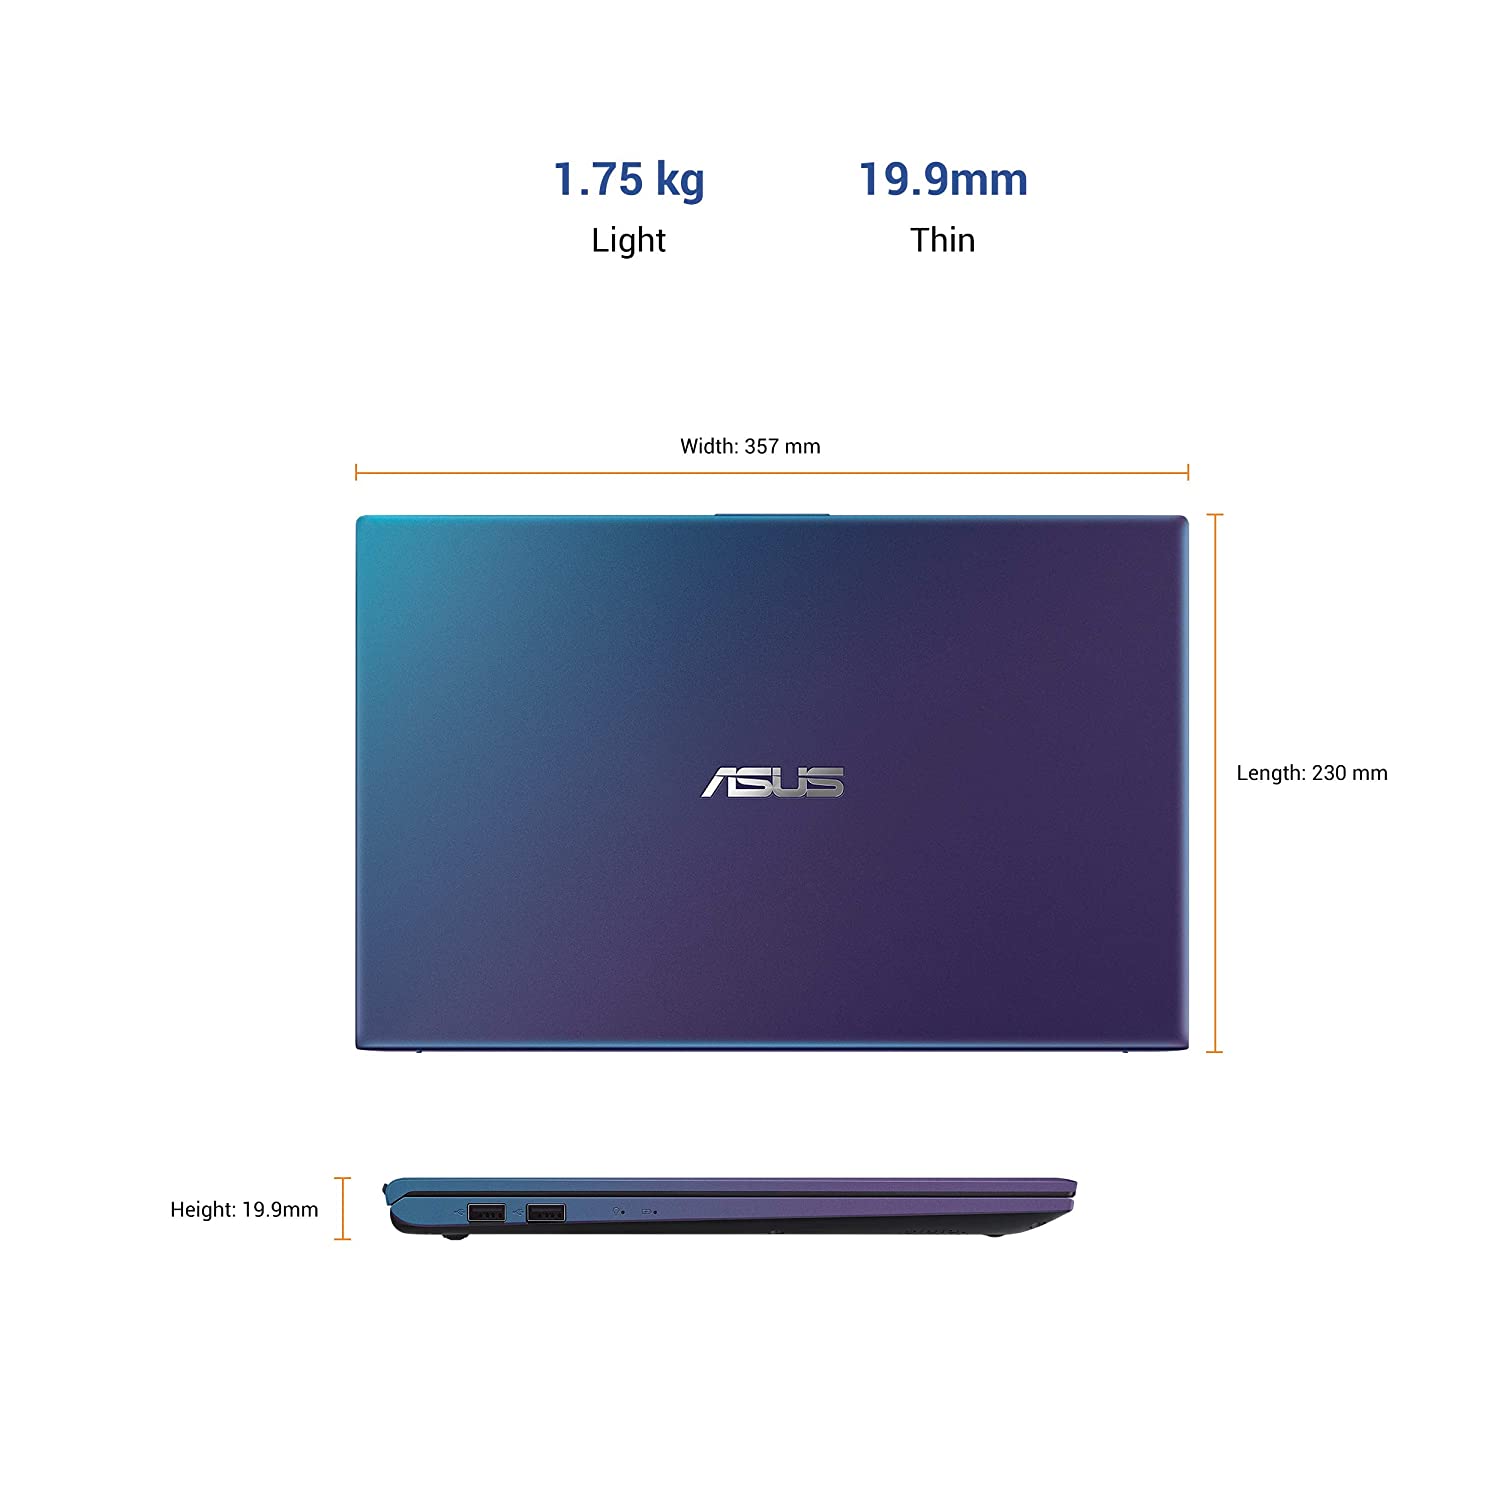 1.75 kg
Light
19.9mm
Thin
Width: 357 mm
ASUS
Length: 230 mm
Height: 19.9mm